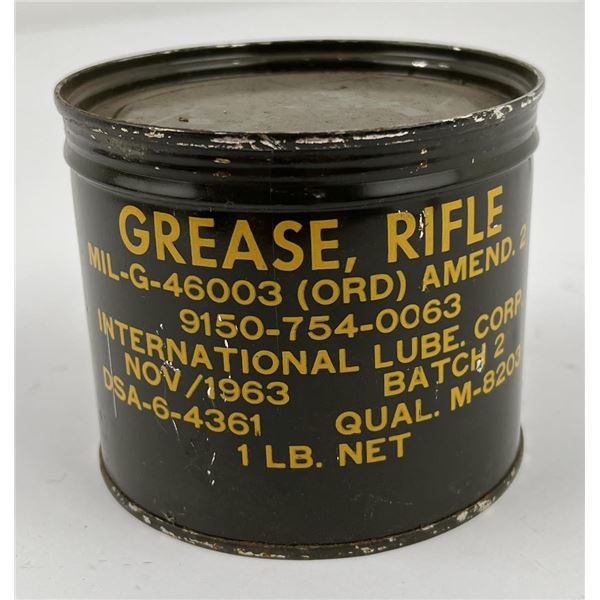 GREASE, RIFLE
MIL-G-46003 (ORD) AMEND. 2
9150-754-0063
INTERNATIONAL LUBE. CORP
NOV/1963 BATCH 2
DSA-6-4361 QUAL. M-8203
1 LB. NET